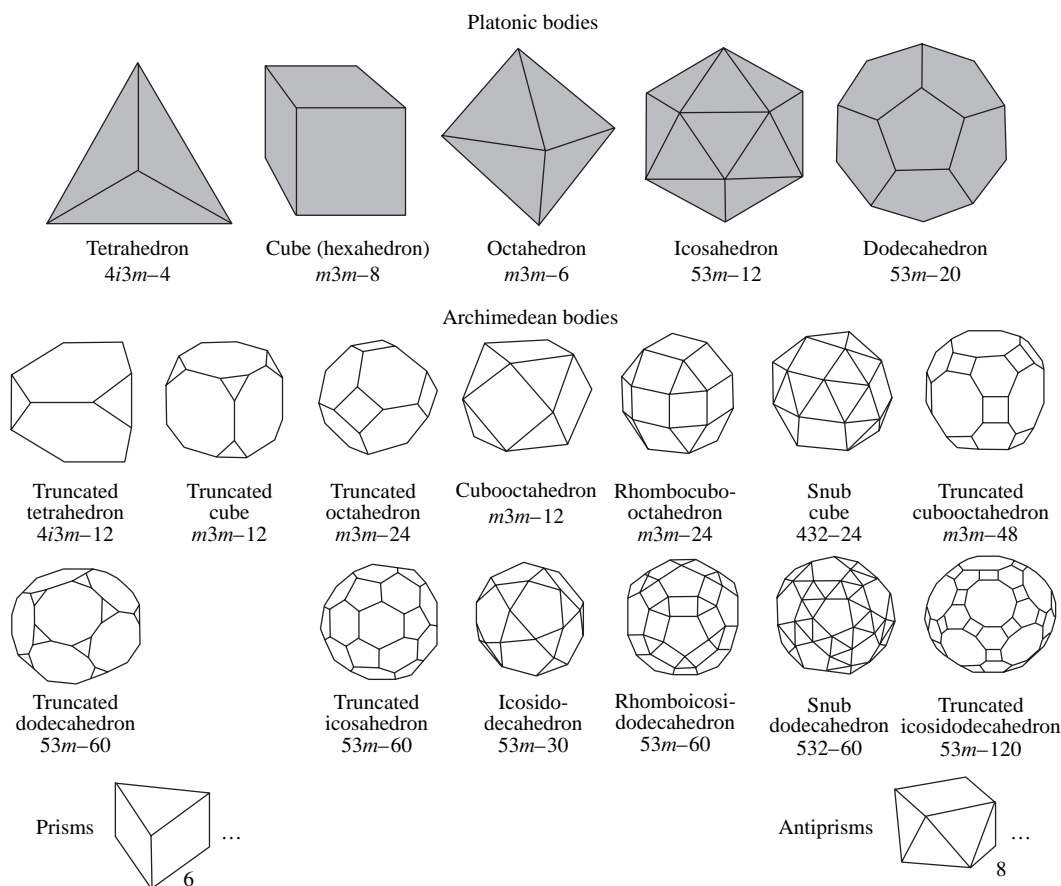 Platonic bodies
Tetrahedron
4i3m–4
Cube (hexahedron)
m3m–8
Octahedron
m3m–6
Icosahedron
53m–12
Dodecahedron
53m–20
Archimedean bodies
Truncated
tetrahedron
4i3m–12
Truncated
cube
m3m–12
Truncated
octahedron
m3m–24
Cubooctahedron
m3m–12
Rhombocubo-
octahedron
m3m–24
Snub
cube
432–24
Truncated
cubooctahedron
m3m–48
Truncated
dodecahedron
53m–60
Truncated
icosahedron
53m–60
Icosido-
decahedron
53m–30
Rhomboicosi-
dodecahedron
53m–60
Snub
dodecahedron
532–60
Truncated
icosidodecahedron
53m–120
Prisms
...
6
Antiprisms
...
8